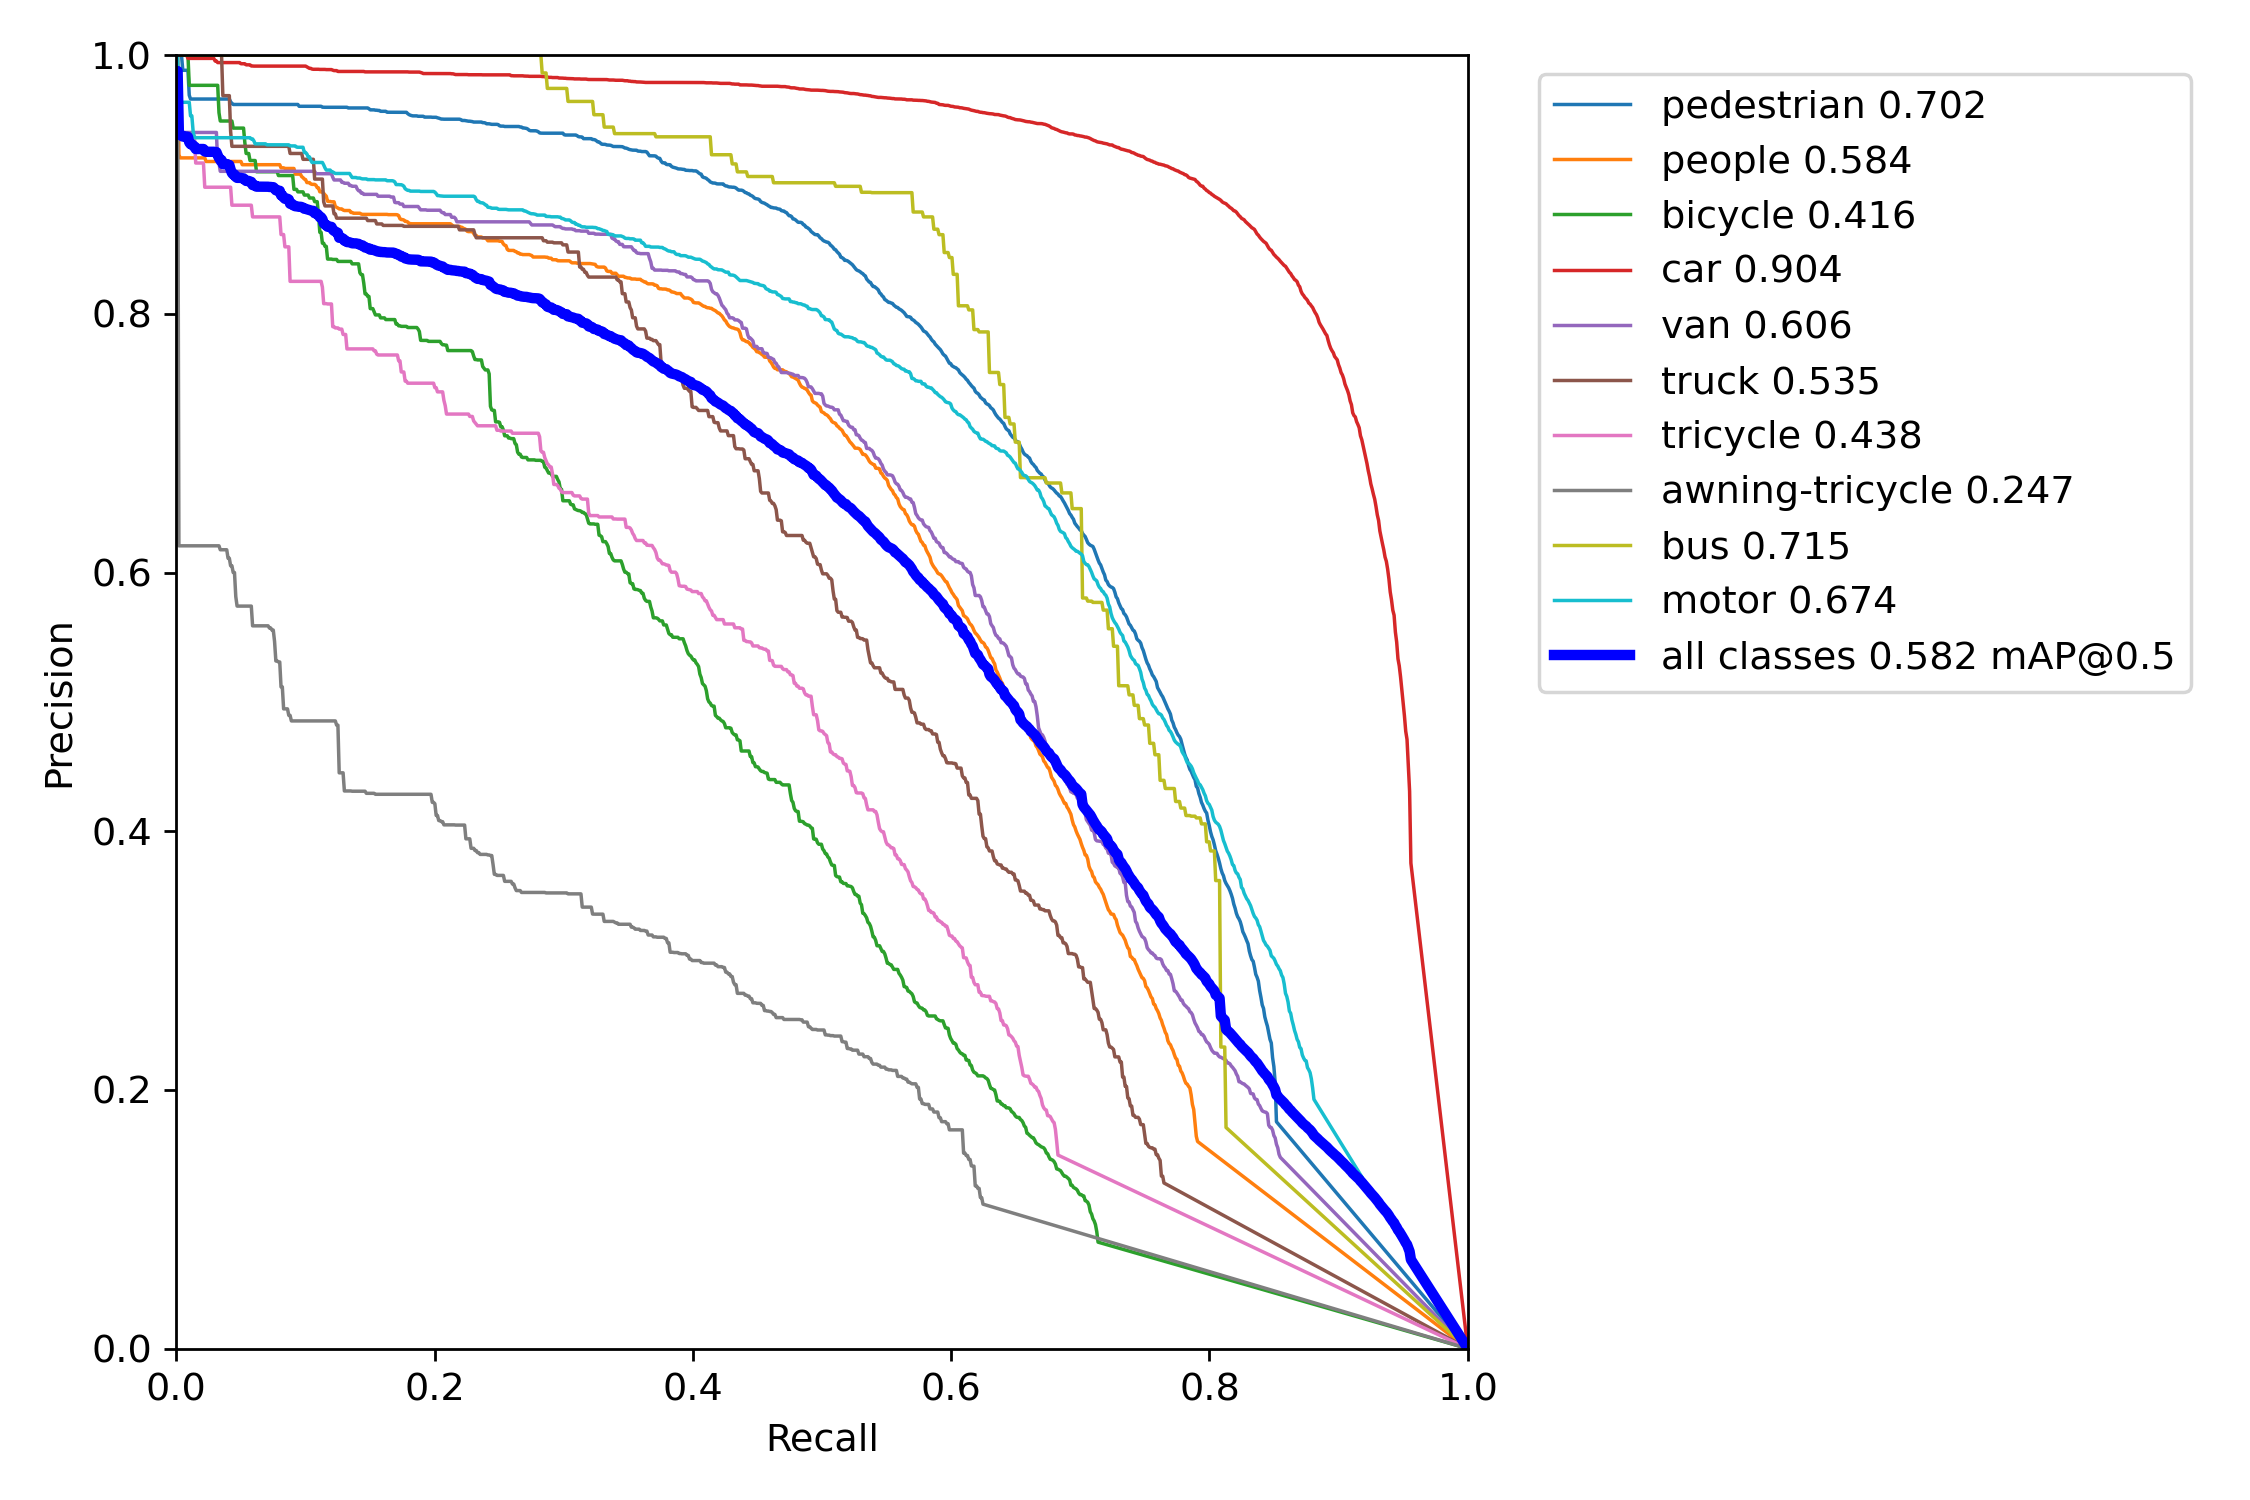 1.0
0.8
0.6
0.4
0.2
0.0
Precision
0.0 0.2 0.4 0.6 0.8 1.0
Recall
pedestrian 0.702
people 0.584
bicycle 0.416
car 0.904
van 0.606
truck 0.535
tricycle 0.438
awning-tricycle 0.247
bus 0.715
motor 0.674
all classes 0.582 mAP@0.5